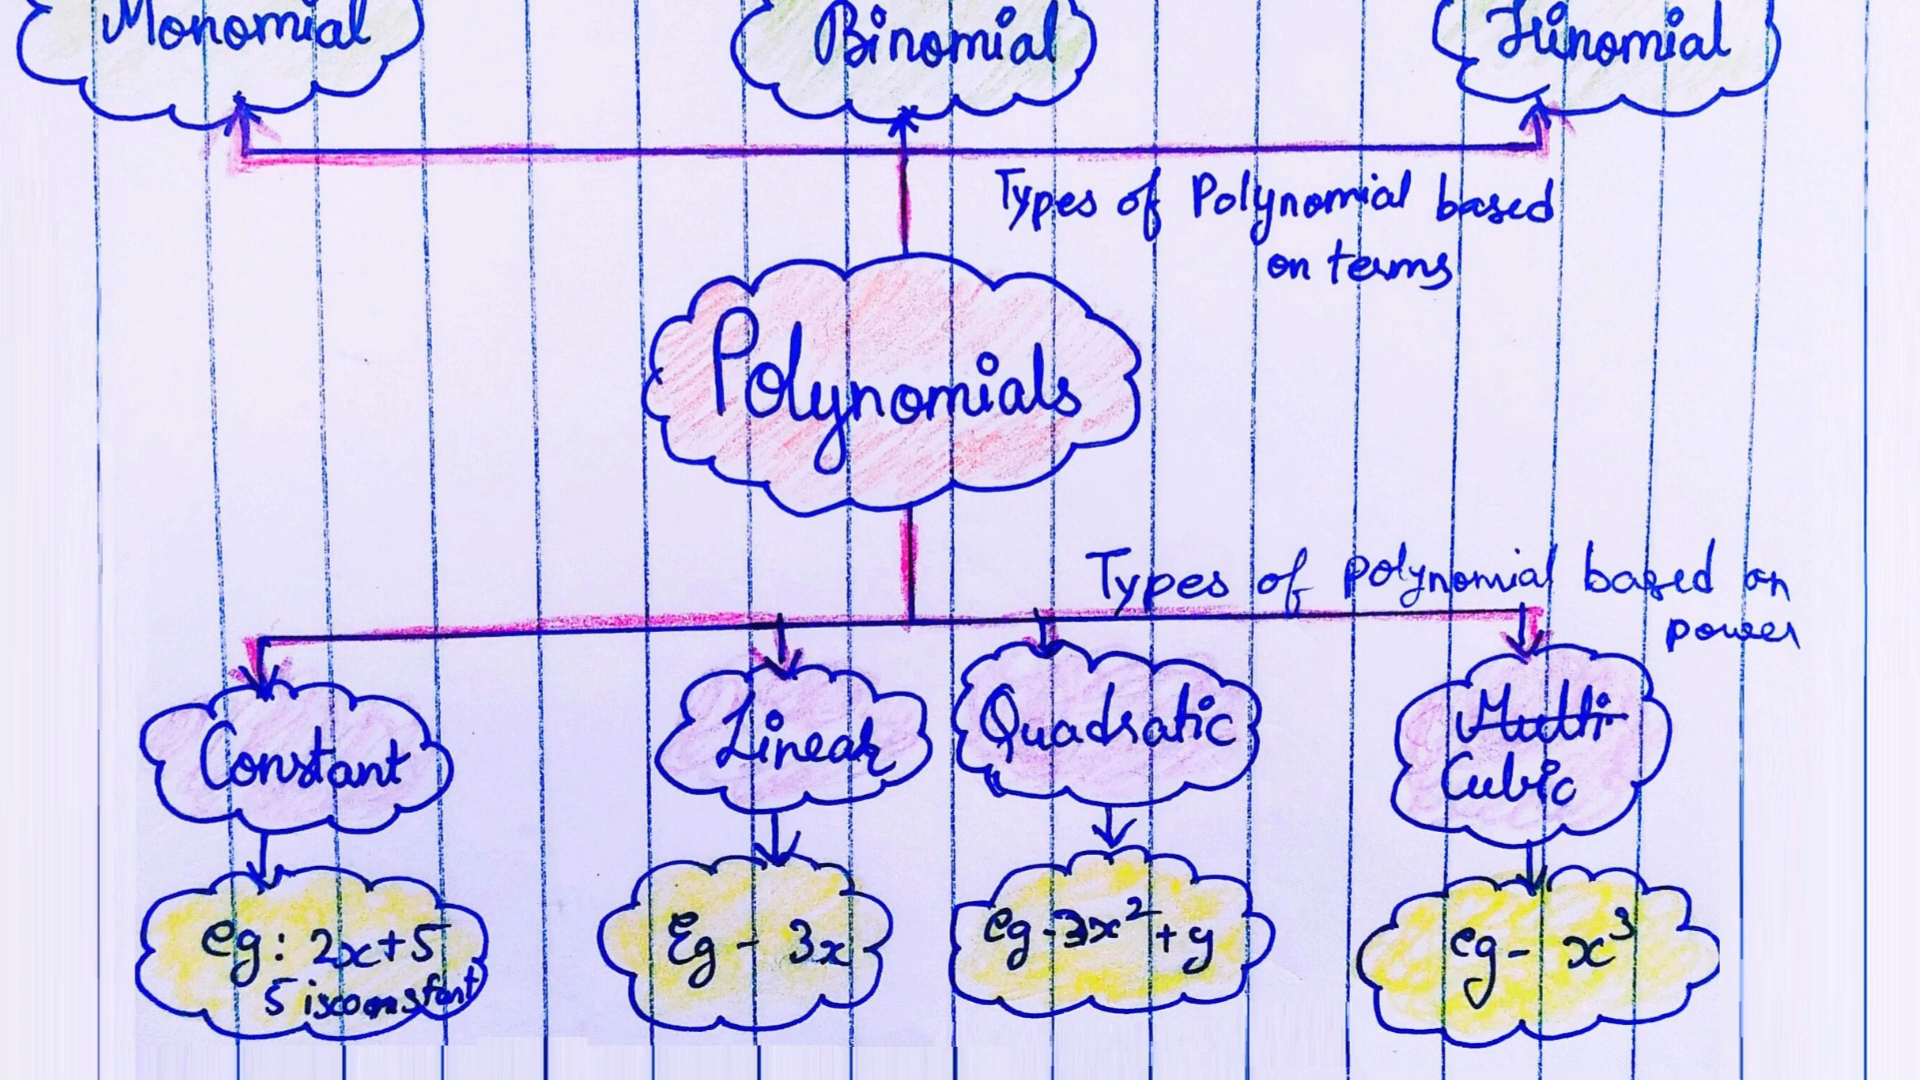 Monomial
Binomial
Trinomial
Types of Polynomial based
on terms
Polynomials
Types of polynomial based on
power
Constant
Linear
Quadratic
Multi
Cubic
eg: 2x+5
5 is constant
Eg - 3x
eg - 3x² + y
eg - x³